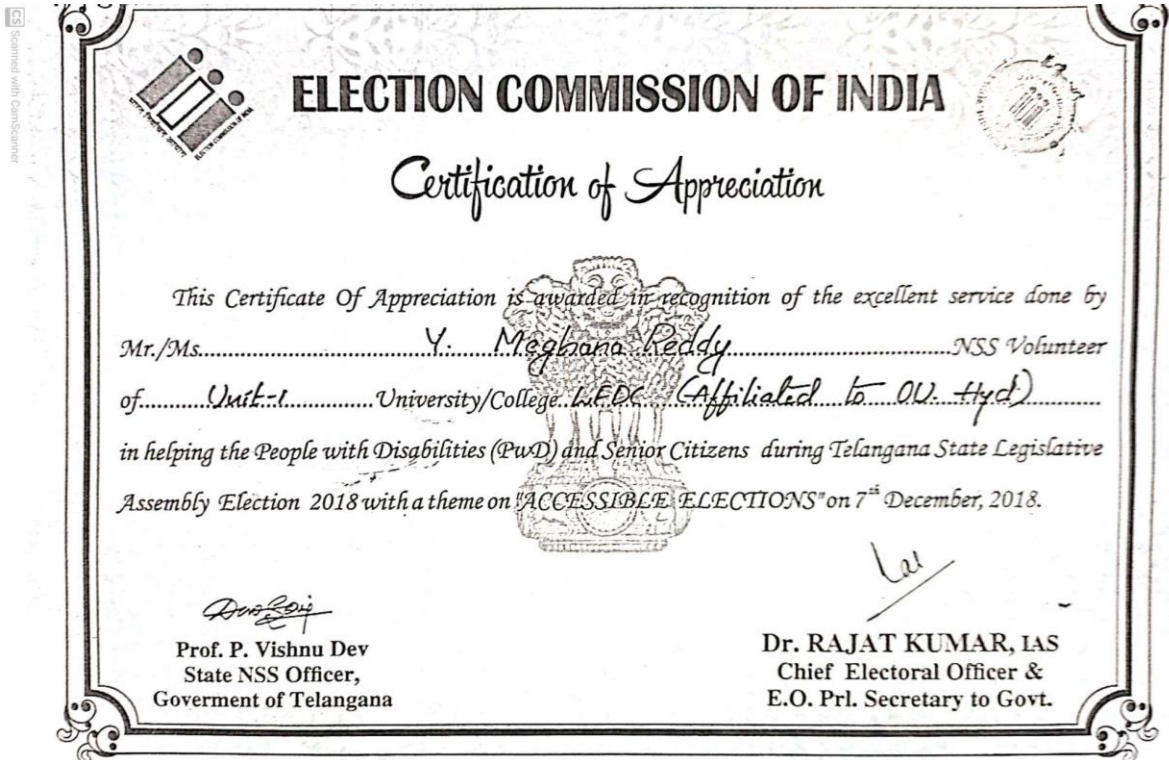 CS Scanned with CamScanner
ELECTION COMMISSION OF INDIA
Certification of Appreciation
This Certificate Of Appreciation is awarded in recognition of the excellent service done by
Mr./Ms. Y. Meghana Reddy NSS Volunteer
of Unit-1 University/College (Affiliated to OU. Hyd)
in helping the People with Disabilities (PwD) and Senior Citizens during Telangana State Legislative
Assembly Election 2018 with a theme on "ACCESSIBLE ELECTIONS" on 7th December, 2018.
Prof. P. Vishnu Dev
State NSS Officer,
Goverment of Telangana
Dr. RAJAT KUMAR, IAS
Chief Electoral Officer &
E.O. Prl. Secretary to Govt.